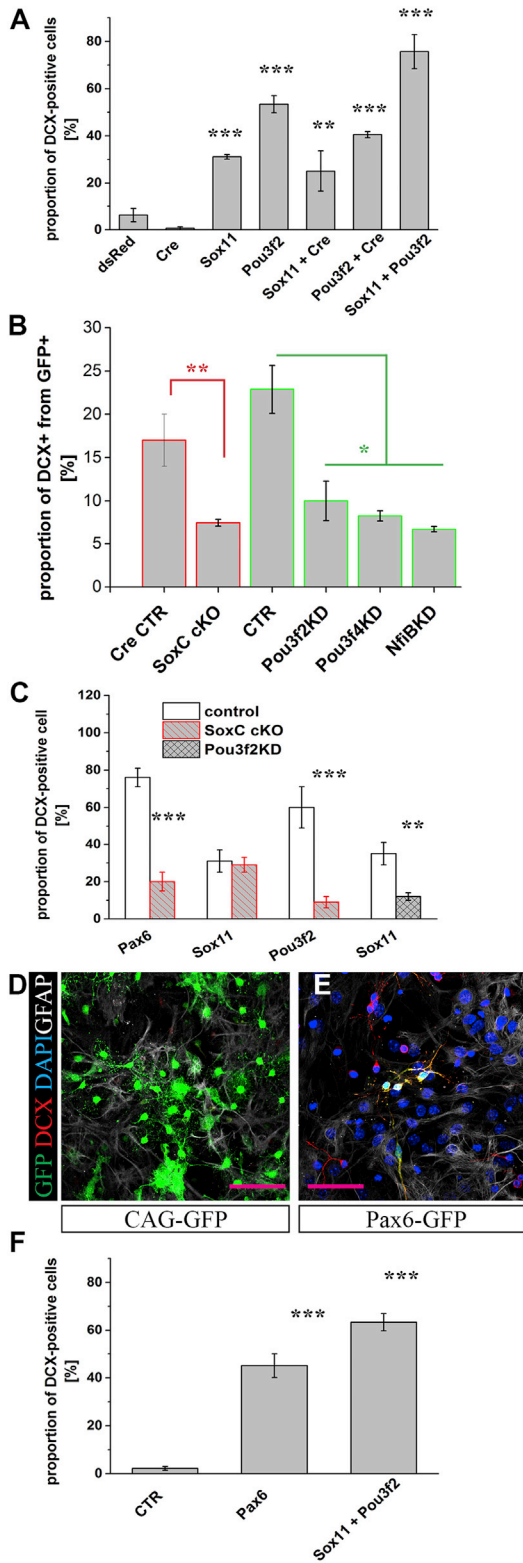 A
proportion of DCX-positive cells
[%]
80
60
40
20
0
***
***
**
***
***
dsRed
Cre
Sox11
Pou3f2
Sox11 + Cre
Pou3f2 + Cre
Sox11 + Pou3f2
B
proportion of DCX+ from GFP+
[%]
30
25
20
15
10
5
0
**
*
Cre CTR
SoxC cKO
CTR
Pou3f2KD
Pou3f4KD
NfiBKD
C
proportion of DCX-positive cell
[%]
120
100
80
60
40
20
0
control
SoxC cKO
Pou3f2KD
***
***
**
Pax6
Sox11
Pou3f2
Sox11
D
E
GFP DCX DAPI GFAP
CAG-GFP
Pax6-GFP
F
proportion of DCX-positive cells
[%]
80
60
40
20
0
***
***
CTR
Pax6
Sox11 + Pou3f2